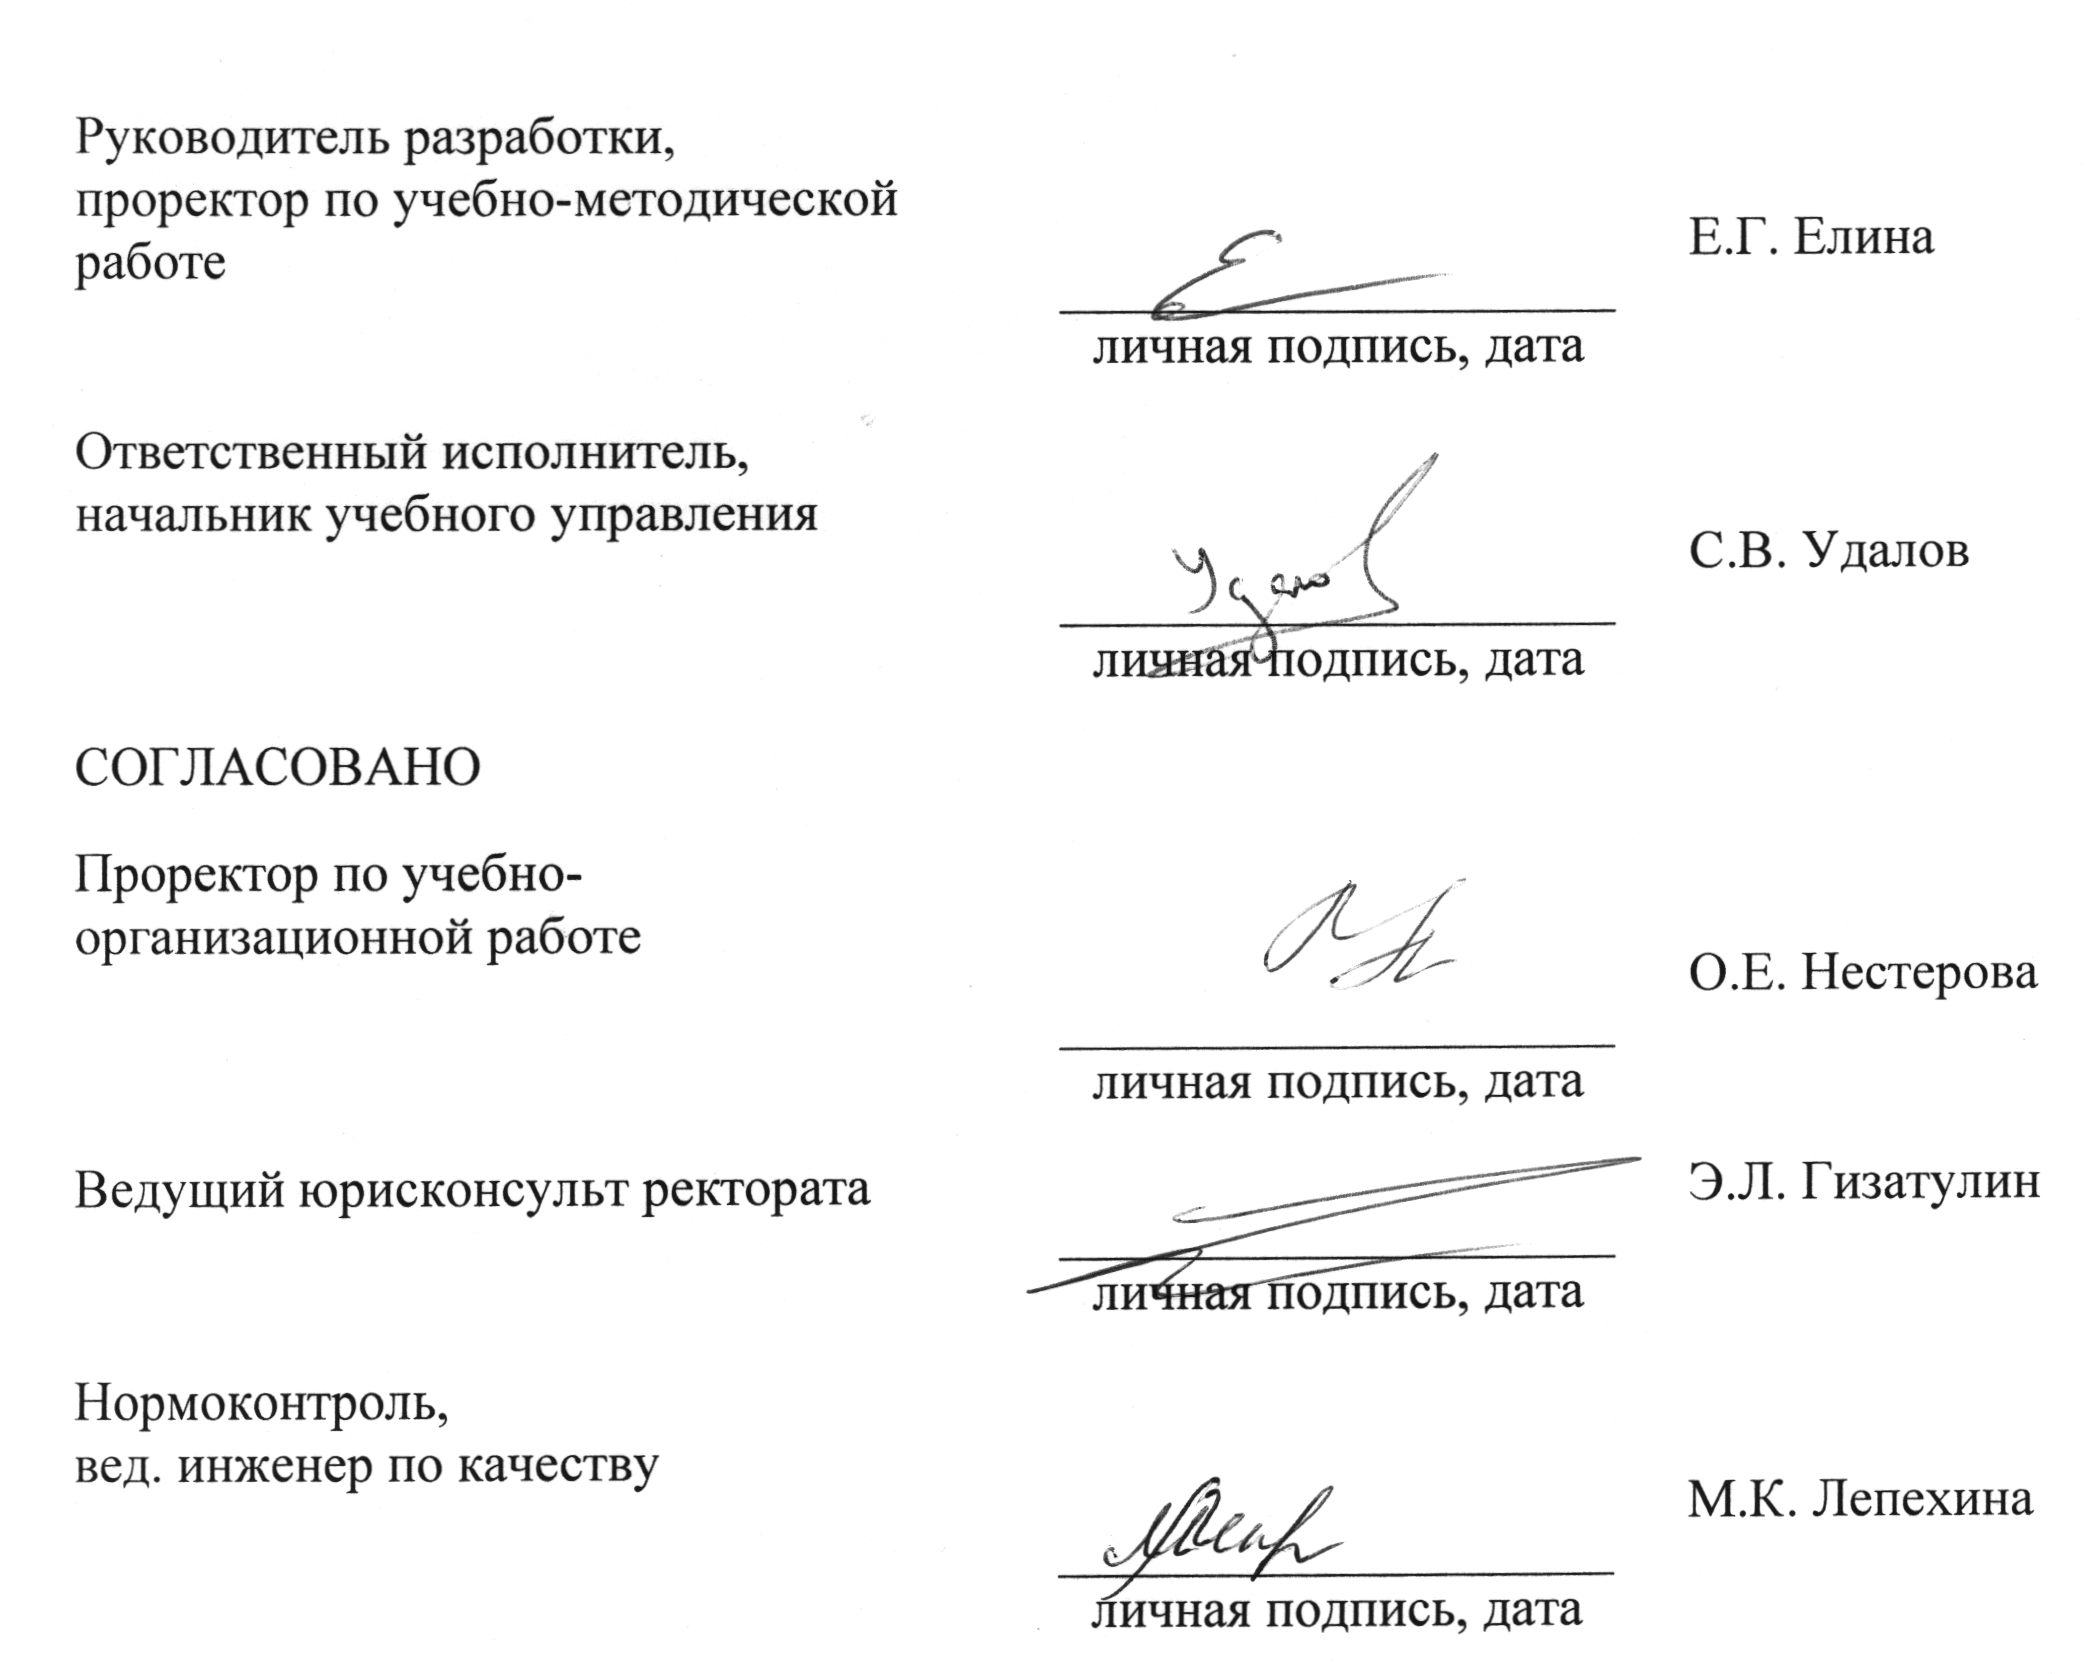 Руководитель разработки,
проректор по учебно-методической
работе
Е.Г. Елина
личная подпись, дата
Ответственный исполнитель,
начальник учебного управления
С.В. Удалов
Удалов
личная подпись, дата
СОГЛАСОВАНО
Проректор по учебно-
организационной работе
О.Е. Нестерова
личная подпись, дата
Ведущий юрисконсульт ректората
Э.Л. Гизатулин
личная подпись, дата
Нормоконтроль,
вед. инженер по качеству
М.К. Лепехина
личная подпись, дата